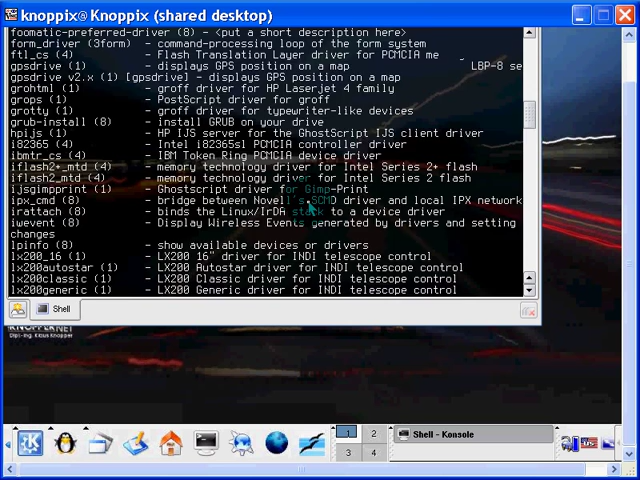 knoppix@Knoppix (shared desktop)
foomatic-preferred-driver (8) - <put a short description here>
form_driver (3form) - command-processing loop of the form system
ftl_cs (4) - Flash Translation Layer driver for PCMCIA me
gpsdrive (1) - displays GPS position on a map LBP-8 se
gpsdrive v2.x (1) [gpsdrive] - displays GPS position on a map
grohtml (1) - groff driver for HP Laserjet 4 family
grops (1) - PostScript driver for groff
grotty (1) - groff driver for typewriter-like devices
grub-install (8) - install GRUB on your drive
hpijs (1) - HP IJS server for the GhostScript IJS client driver
i82365 (4) - Intel i82365sl PCMCIA controller driver
ibmtr_cs (4) - IBM Token Ring PCMCIA device driver
iflash2+_mtd (4) - memory technology driver for Intel Series 2+ flash
iflash2_mtd (4) - memory technology driver for Intel Series 2 flash
ijsgimpprint (1) - Ghostscript driver for Gimp-Print
ipx_cmd (8) - bridge between Novell's SCMD driver and local IPX network
irattach (8) - binds the Linux/IrDA stack to a device driver
iwevent (8) - Display Wireless Events generated by drivers and setting
changes
lpinfo (8) - show available devices or drivers
lx200_16 (1) - LX200 16" driver for INDI telescope control
lx200autostar (1) - LX200 Autostar driver for INDI telescope control
lx200classic (1) - LX200 Classic driver for INDI telescope control
lx200generic (1) - LX200 Generic driver for INDI telescope control
Shell
KNOPPER.NET
Dipl.-Ing. Klaus Knopper
1 2
3 4
Shell - Konsole
US